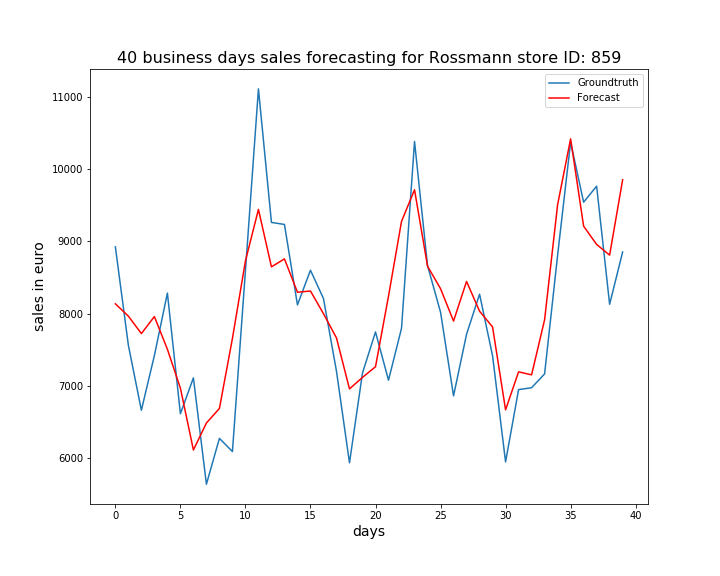 40 business days sales forecasting for Rossmann store ID: 859
Groundtruth
Forecast
11000
10000
9000
8000
7000
6000
sales in euro
0 5 10 15 20 25 30 35 40
days